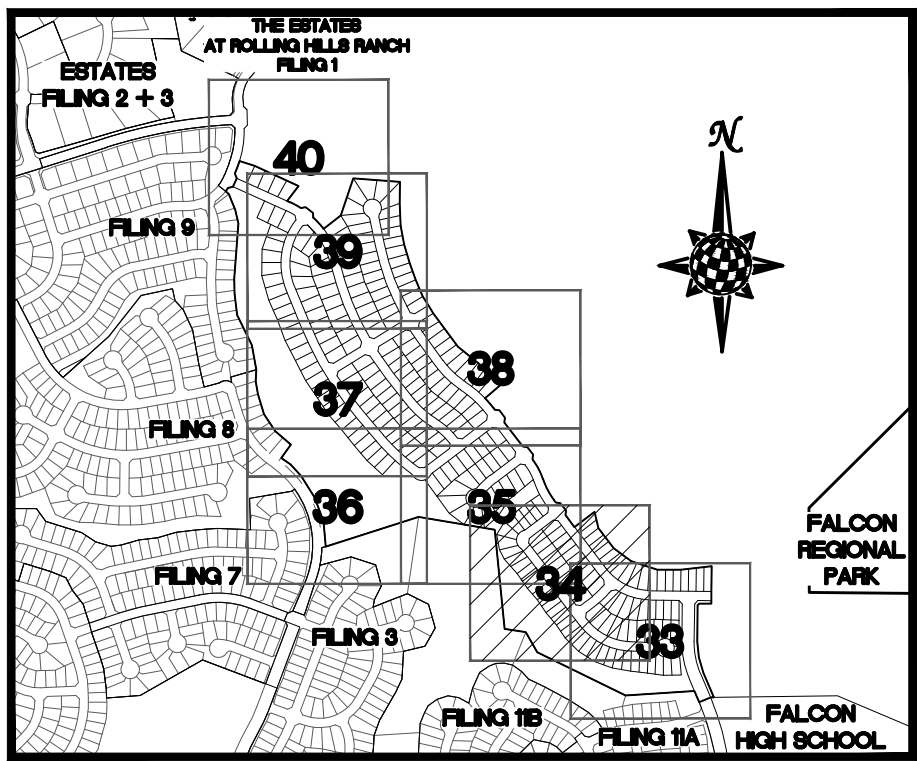 THE ESTATES
AT ROLLING HILLS RANCH
FILING 1
ESTATES
FILING 2 + 3
N
40
FILING 9
39
38
37
FILING 8
36
35
FALCON
REGIONAL
PARK
FILING 7
34
FILING 3
33
FILING 11B
FILING 11A
FALCON
HIGH SCHOOL